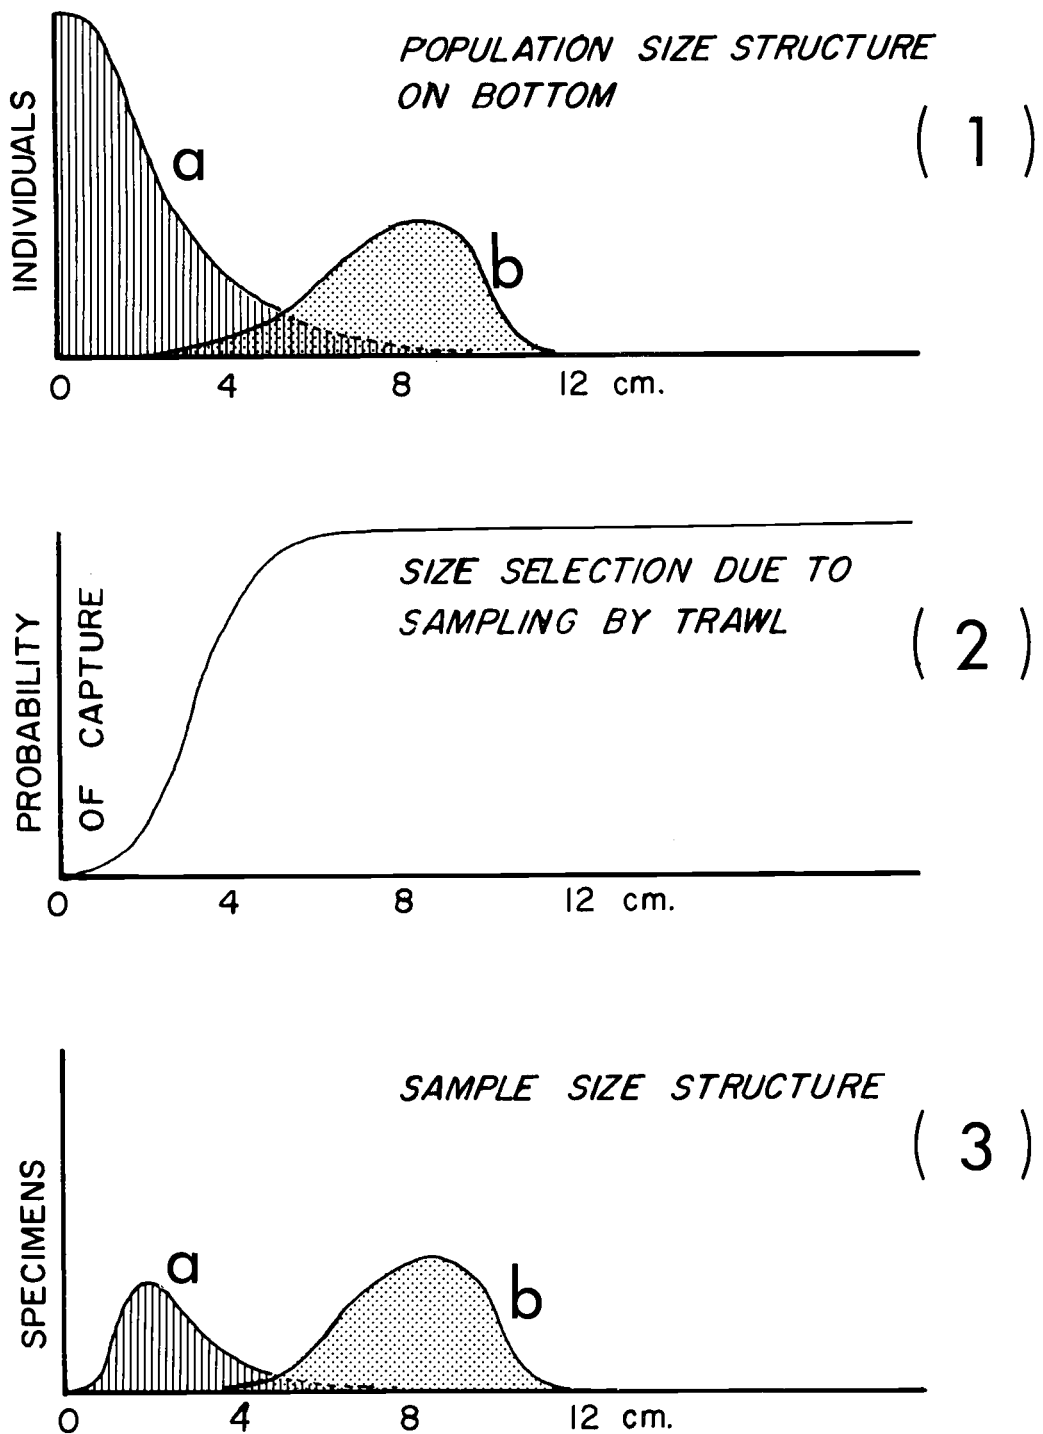 POPULATION SIZE STRUCTURE
ON BOTTOM
( 1 )
INDIVIDUALS
a
b
0 4 8 12 cm.
SIZE SELECTION DUE TO
SAMPLING BY TRAWL
( 2 )
PROBABILITY
OF CAPTURE
0 4 8 12 cm.
SAMPLE SIZE STRUCTURE
( 3 )
SPECIMENS
a
b
0 4 8 12 cm.